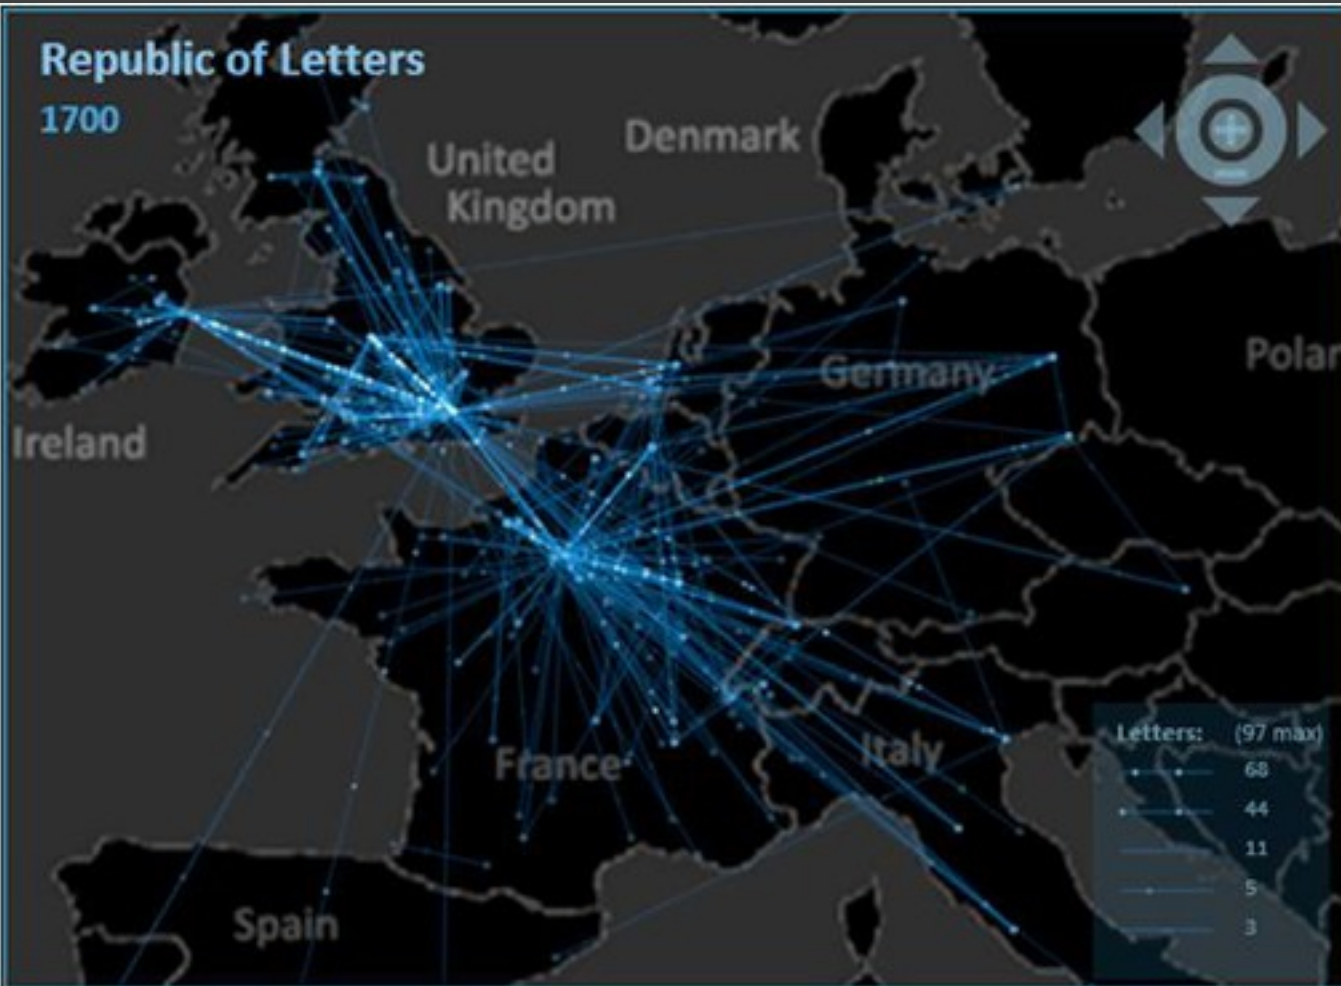 Republic of Letters
1700
Denmark
United
Kingdom
Germany
Polan
Ireland
France
Italy
Spain
Letters: (97 max)
68
44
11
5
3